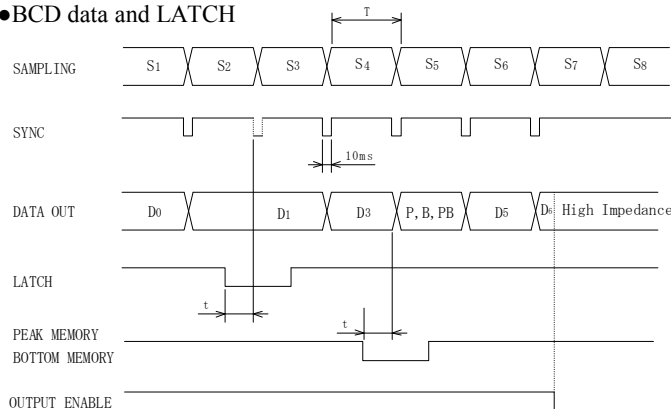 ●BCD data and LATCH
T
SAMPLING S1 S2 S3 S4 S5 S6 S7 S8
SYNC
10ms
DATA OUT D0 D1 D3 P, B, PB D5 D6 High Impedance
LATCH
t
PEAK MEMORY
t
BOTTOM MEMORY
OUTPUT ENABLE